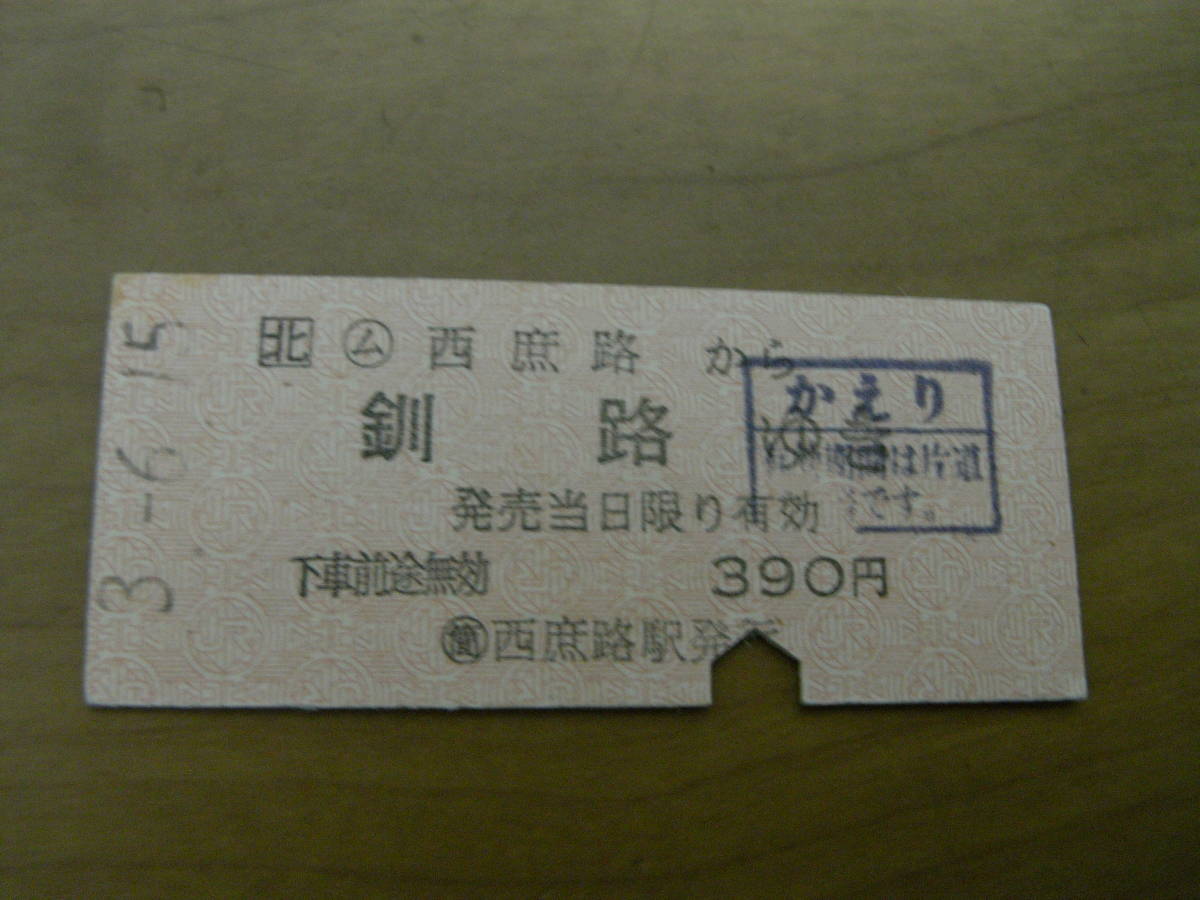 3.-6.15
北 ム 西庶路 から
釧路 ゆき
かえり
は片道
です。
発売当日限り有効
下車前途無効 390円
簡 西庶路駅発行